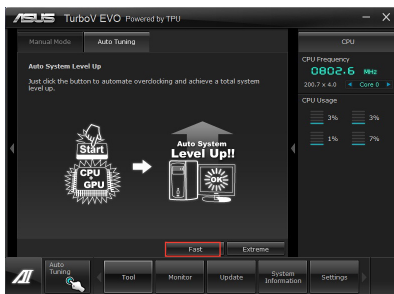 ASUS TurboV EVO Powered by TPU
Manual Mode
Auto Tuning
CPU
Auto System Level Up
Just click the button to automate overclocking and achieve a total system
level up.
CPU Frequency
0802.6 MHz
200.7 x 4.0
Core 0
CPU Usage
3%
3%
1%
7%
Start
CPU
+
GPU
Auto System
Level Up!!
OK
Fast
Extreme
Auto
Tuning
Tool
Monitor
Update
System
Information
Settings